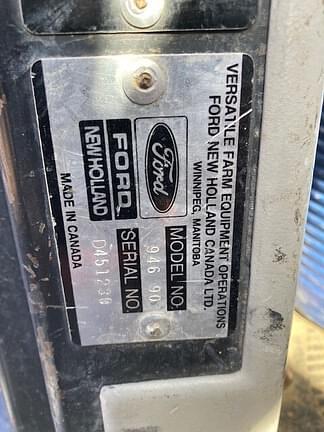 VERSATILE FARM EQUIPMENT OPERATIONS
FORD NEW HOLLAND CANADA LTD.
WINNIPEG, MANITOBA
Ford
MODEL NO.
946 90
FORD
NEW HOLLAND
SERIAL NO.
D451230
MADE IN CANADA